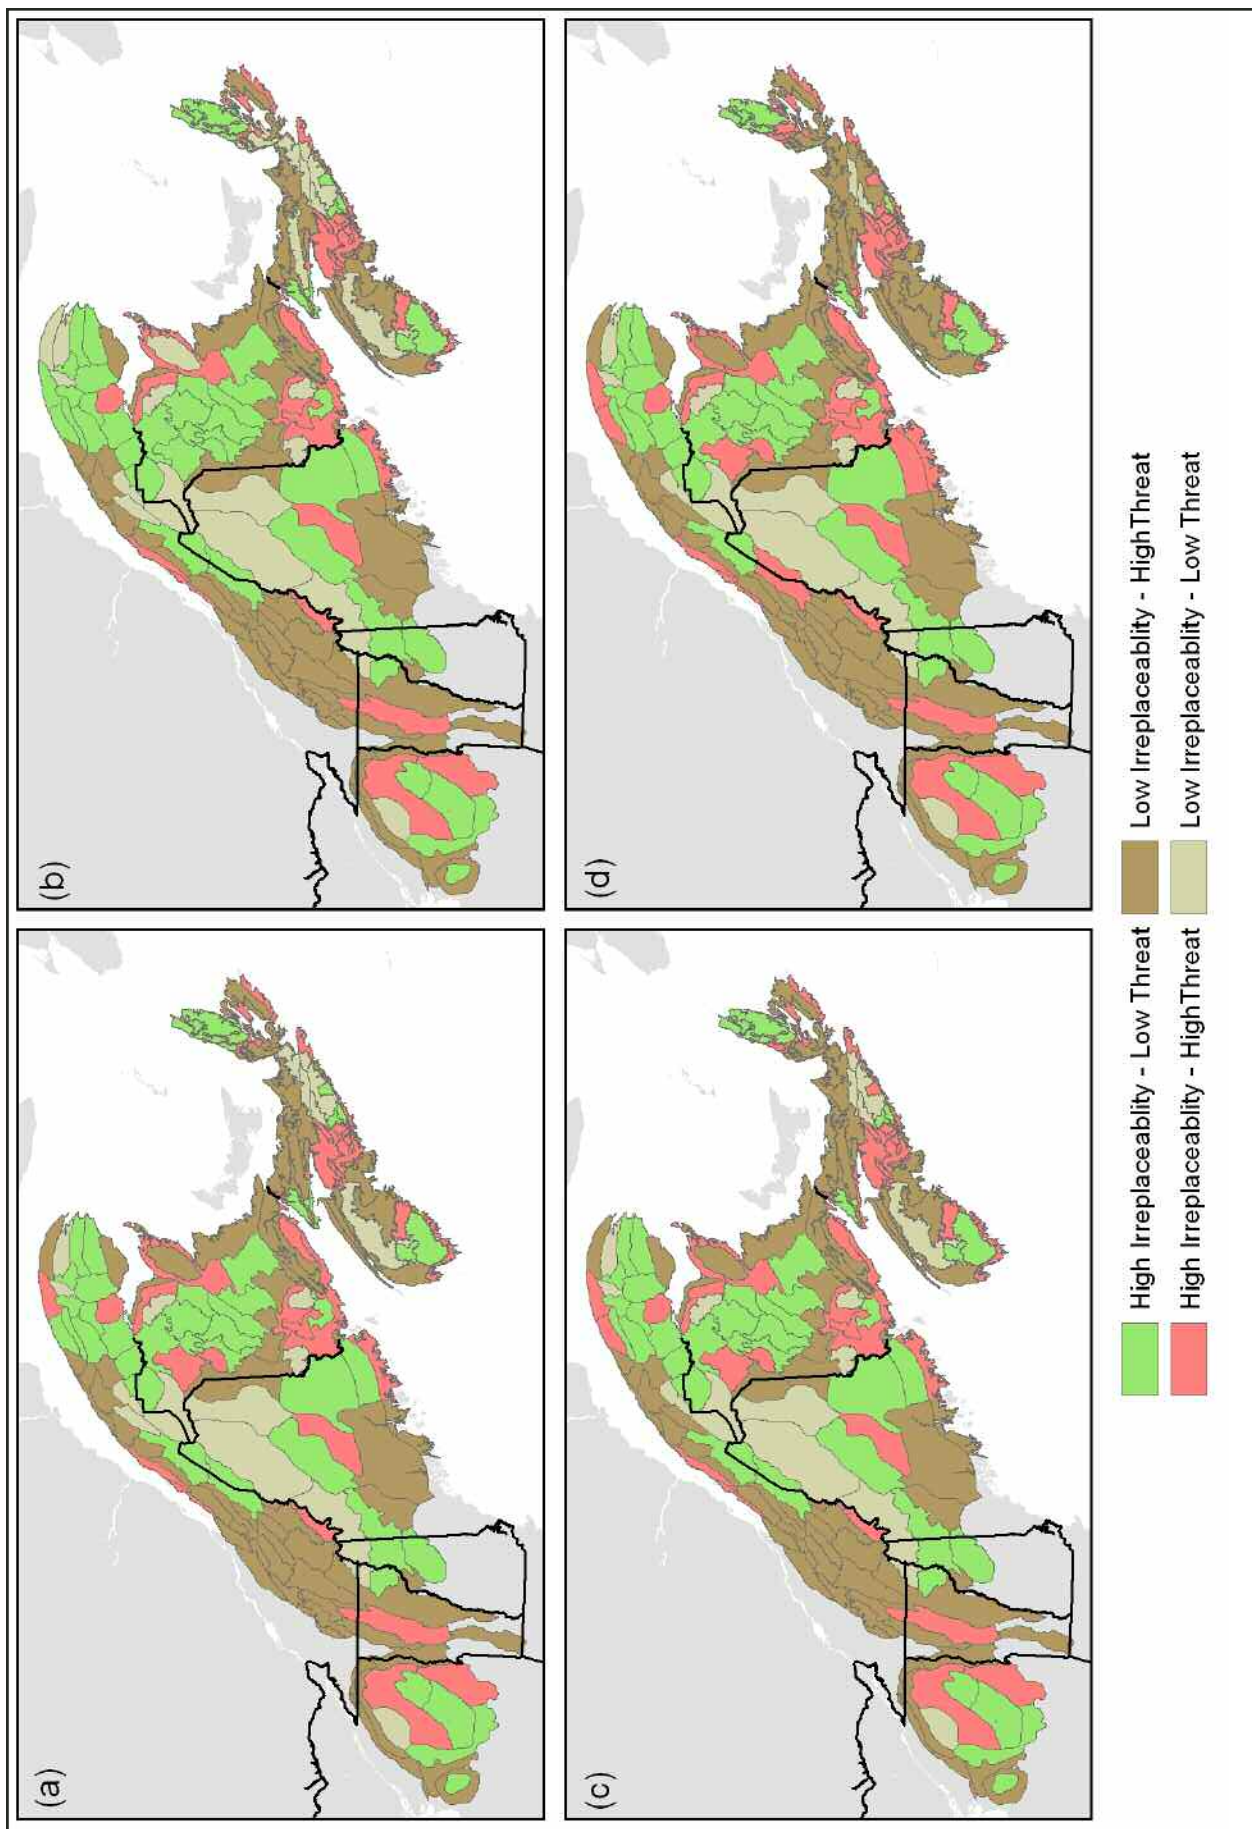 (a)
(b)
(c)
(d)
High Irreplaceablity - Low Threat
Low Irreplaceablity - HighThreat
High Irreplaceablity - HighThreat
Low Irreplaceablity - Low Threat